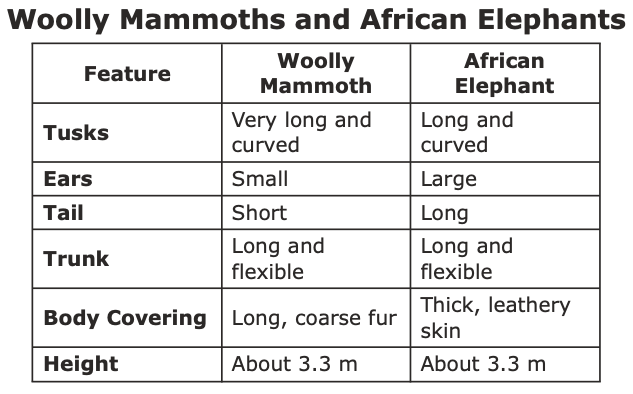 Woolly Mammoths and African Elephants
Feature
Woolly
Mammoth
African
Elephant
Tusks
Very long and
curved
Long and
curved
Ears
Small
Large
Tail
Short
Long
Trunk
Long and
flexible
Long and
flexible
Body Covering
Long, coarse fur
Thick, leathery
skin
Height
About 3.3 m
About 3.3 m